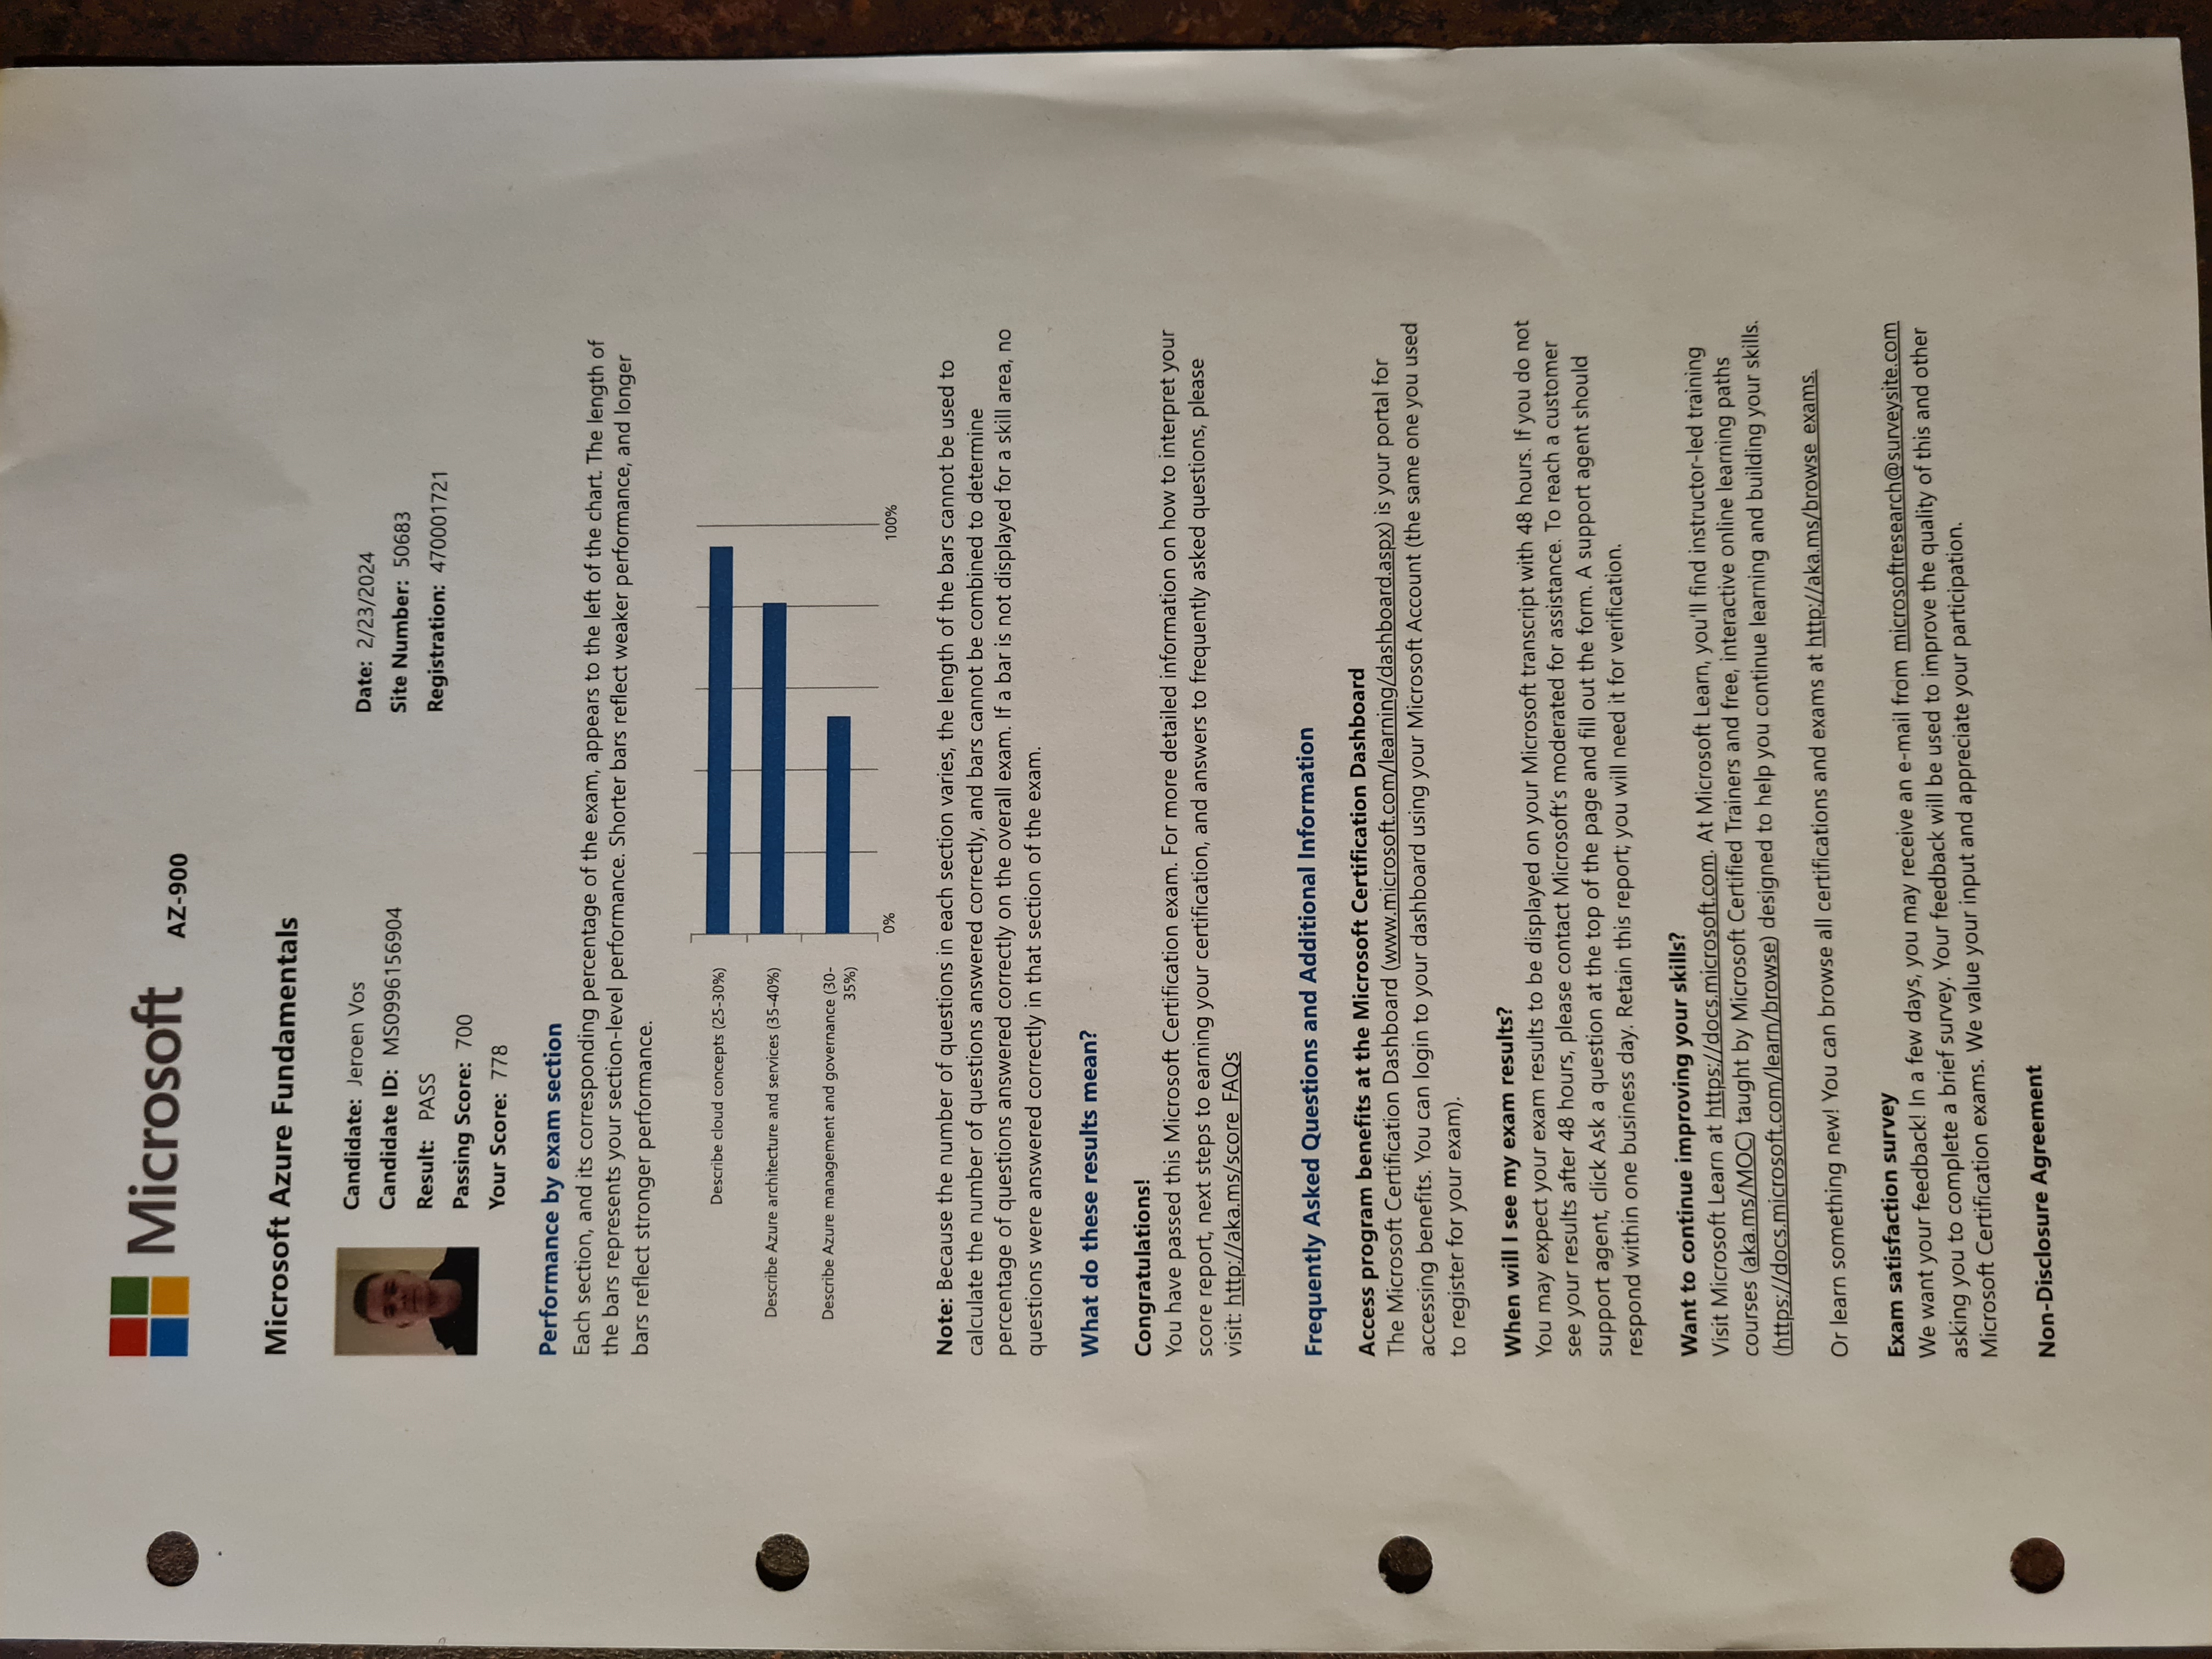 Microsoft AZ-900
Microsoft Azure Fundamentals
Candidate: Jeroen Vos
Candidate ID: MS0996156904
Result: PASS
Passing Score: 700
Your Score: 778
Date: 2/23/2024
Site Number: 50683
Registration: 470001721
Performance by exam section
Each section, and its corresponding percentage of the exam, appears to the left of the chart. The length of
the bars represents your section-level performance. Shorter bars reflect weaker performance, and longer
bars reflect stronger performance.
Describe cloud concepts (25-30%)
Describe Azure architecture and services (35-40%)
Describe Azure management and governance (30-
35%)
0% 100%
Note: Because the number of questions in each section varies, the length of the bars cannot be used to
calculate the number of questions answered correctly, and bars cannot be combined to determine
percentage of questions answered correctly on the overall exam. If a bar is not displayed for a skill area, no
questions were answered correctly in that section of the exam.
What do these results mean?
Congratulations!
You have passed this Microsoft Certification exam. For more detailed information on how to interpret your
score report, next steps to earning your certification, and answers to frequently asked questions, please
visit: http://aka.ms/score_FAQs
Frequently Asked Questions and Additional Information
Access program benefits at the Microsoft Certification Dashboard
The Microsoft Certification Dashboard (www.microsoft.com/learning/dashboard.aspx) is your portal for
accessing benefits. You can login to your dashboard using your Microsoft Account (the same one you used
to register for your exam).
When will I see my exam results?
You may expect your exam results to be displayed on your Microsoft transcript with 48 hours. If you do not
see your results after 48 hours, please contact Microsoft's moderated for assistance. To reach a customer
support agent, click Ask a question at the top of the page and fill out the form. A support agent should
respond within one business day. Retain this report; you will need it for verification.
Want to continue improving your skills?
Visit Microsoft Learn at https://docs.microsoft.com. At Microsoft Learn, you'll find instructor-led training
courses (aka.ms/MOC) taught by Microsoft Certified Trainers and free, interactive online learning paths
(https://docs.microsoft.com/learn/browse) designed to help you continue learning and building your skills.
Or learn something new! You can browse all certifications and exams at http://aka.ms/browse_exams.
Exam satisfaction survey
We want your feedback! In a few days, you may receive an e-mail from microsoftresearch@surveysite.com
asking you to complete a brief survey. Your feedback will be used to improve the quality of this and other
Microsoft Certification exams. We value your input and appreciate your participation.
Non-Disclosure Agreement